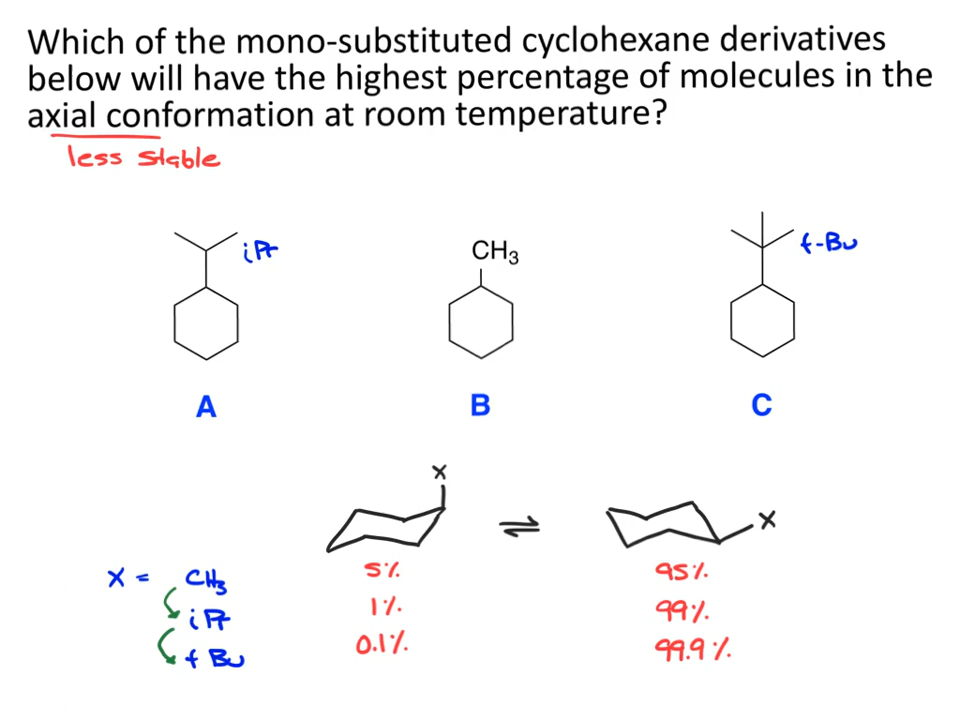 Which of the mono-substituted cyclohexane derivatives
below will have the highest percentage of molecules in the
axial conformation at room temperature?
less stable
iPr
CH₃
t-Bu
A
B
C
X
X
X = CH₃
5%
95%
iPr
1%
99%
t Bu
0.1%
99.9%